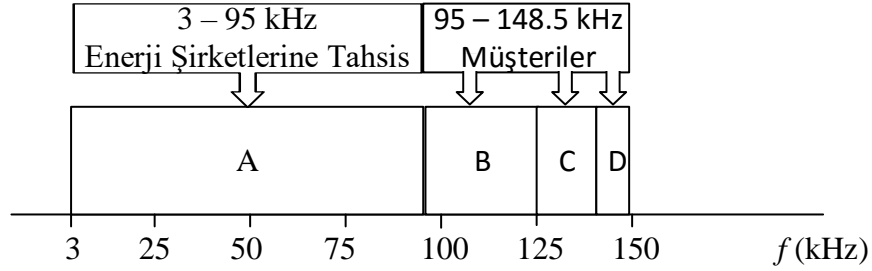 3 – 95 kHz
Enerji Şirketlerine Tahsis
95 – 148.5 kHz
Müşteriler
A
B
C
D
3 25 50 75 100 125 150 f (kHz)